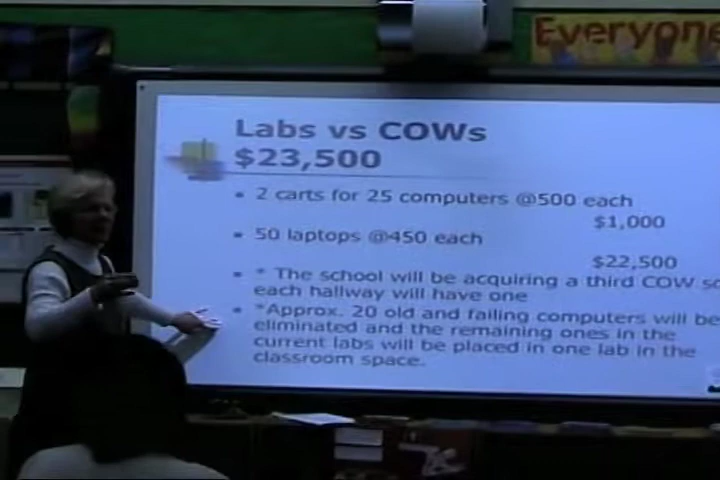 Everyone
Labs vs COWs
$23,500
2 carts for 25 computers @500 each
$1,000
50 laptops @450 each
$22,500
* The school will be acquiring a third COW so
each hallway will have one
*Approx. 20 old and failing computers will be
eliminated and the remaining ones in the
current labs will be placed in one lab in the
classroom space.